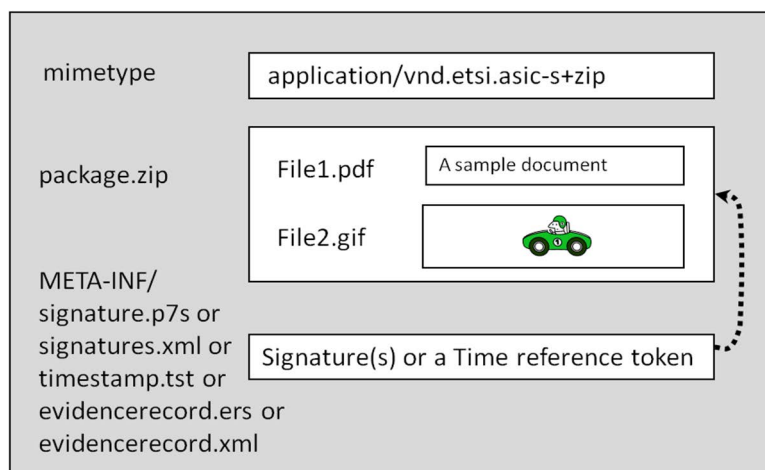 mimetype
application/vnd.etsi.asic-s+zip
package.zip
File1.pdf
A sample document
File2.gif
1
META-INF/
signature.p7s or
signatures.xml or
timestamp.tst or
evidencerecord.ers or
evidencerecord.xml
Signature(s) or a Time reference token